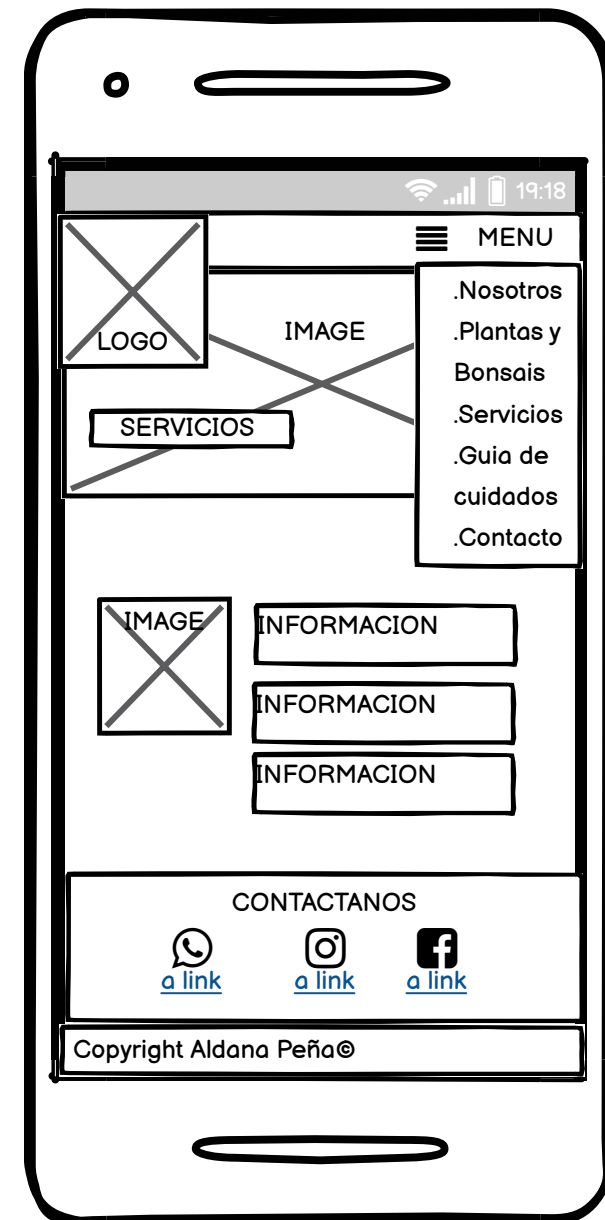 19:18
MENU
LOGO
IMAGE
SERVICIOS
.Nosotros
.Plantas y
Bonsais
.Servicios
.Guia de
cuidados
.Contacto
IMAGE
INFORMACION
INFORMACION
INFORMACION
CONTACTANOS
a link a link a link
Copyright Aldana Peña©